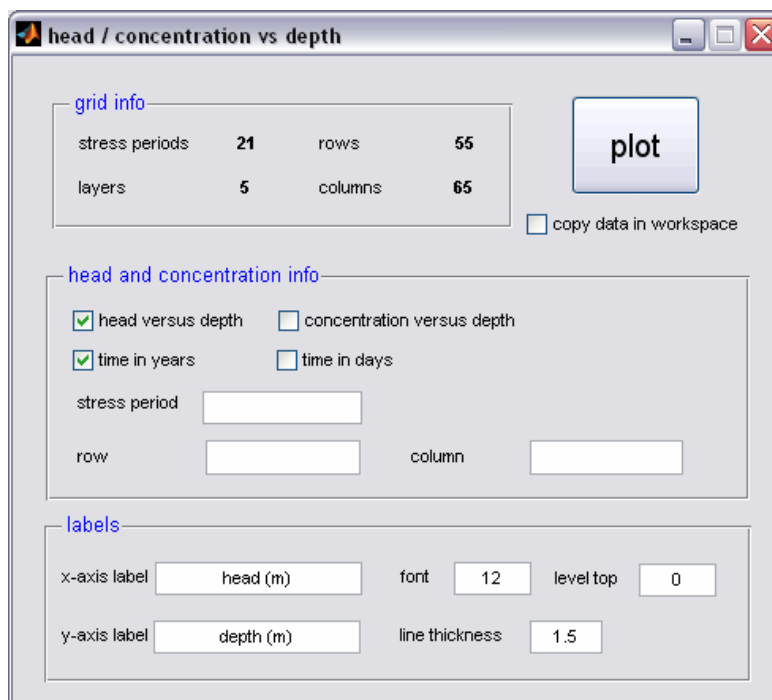 head / concentration vs depth
grid info
stress periods 21 rows 55
layers 5 columns 65
plot
copy data in workspace
head and concentration info
head versus depth concentration versus depth
time in years time in days
stress period
row column
labels
x-axis label head (m) font 12 level top 0
y-axis label depth (m) line thickness 1.5